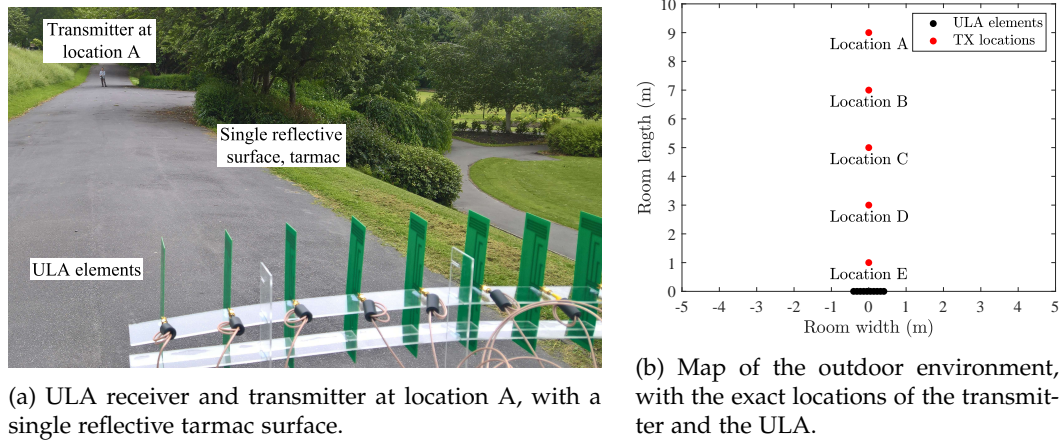 Transmitter at
location A
Single reflective
surface, tarmac
ULA elements
(a) ULA receiver and transmitter at location A, with a
single reflective tarmac surface.
10
9
8
7
6
5
4
3
2
1
0
Room length (m)
ULA elements
TX locations
Location A
Location B
Location C
Location D
Location E
-5 -4 -3 -2 -1 0 1 2 3 4 5
Room width (m)
(b) Map of the outdoor environment,
with the exact locations of the transmit-
ter and the ULA.